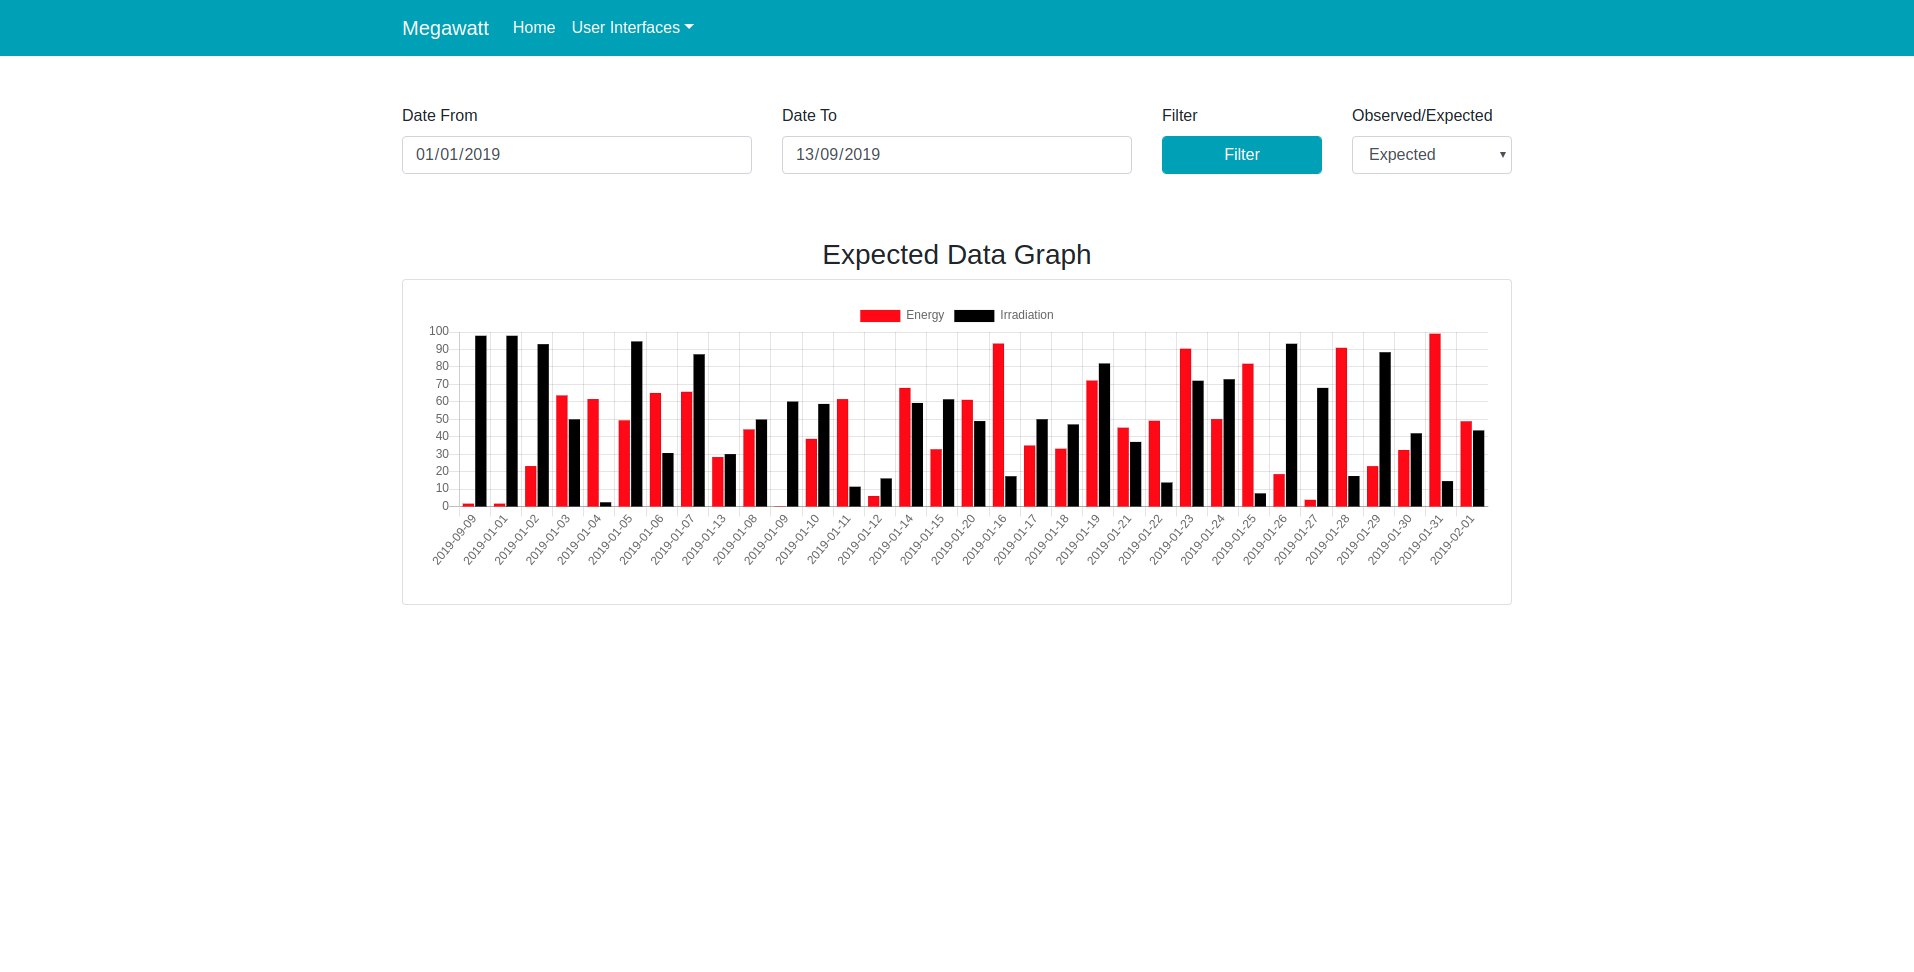 Megawatt Home User Interfaces
Date From Date To Filter Observed/Expected
01/01/2019 13/09/2019 Filter Expected
Expected Data Graph
Energy Irradiation
100
90
80
70
60
50
40
30
20
10
0
2019-09-09 2019-01-01 2019-01-02 2019-01-03 2019-01-04 2019-01-05 2019-01-06 2019-01-07 2019-01-13 2019-01-08 2019-01-09 2019-01-10 2019-01-11 2019-01-12 2019-01-14 2019-01-15 2019-01-20 2019-01-16 2019-01-17 2019-01-18 2019-01-19 2019-01-21 2019-01-22 2019-01-23 2019-01-24 2019-01-25 2019-01-26 2019-01-27 2019-01-28 2019-01-29 2019-01-30 2019-01-31 2019-02-01